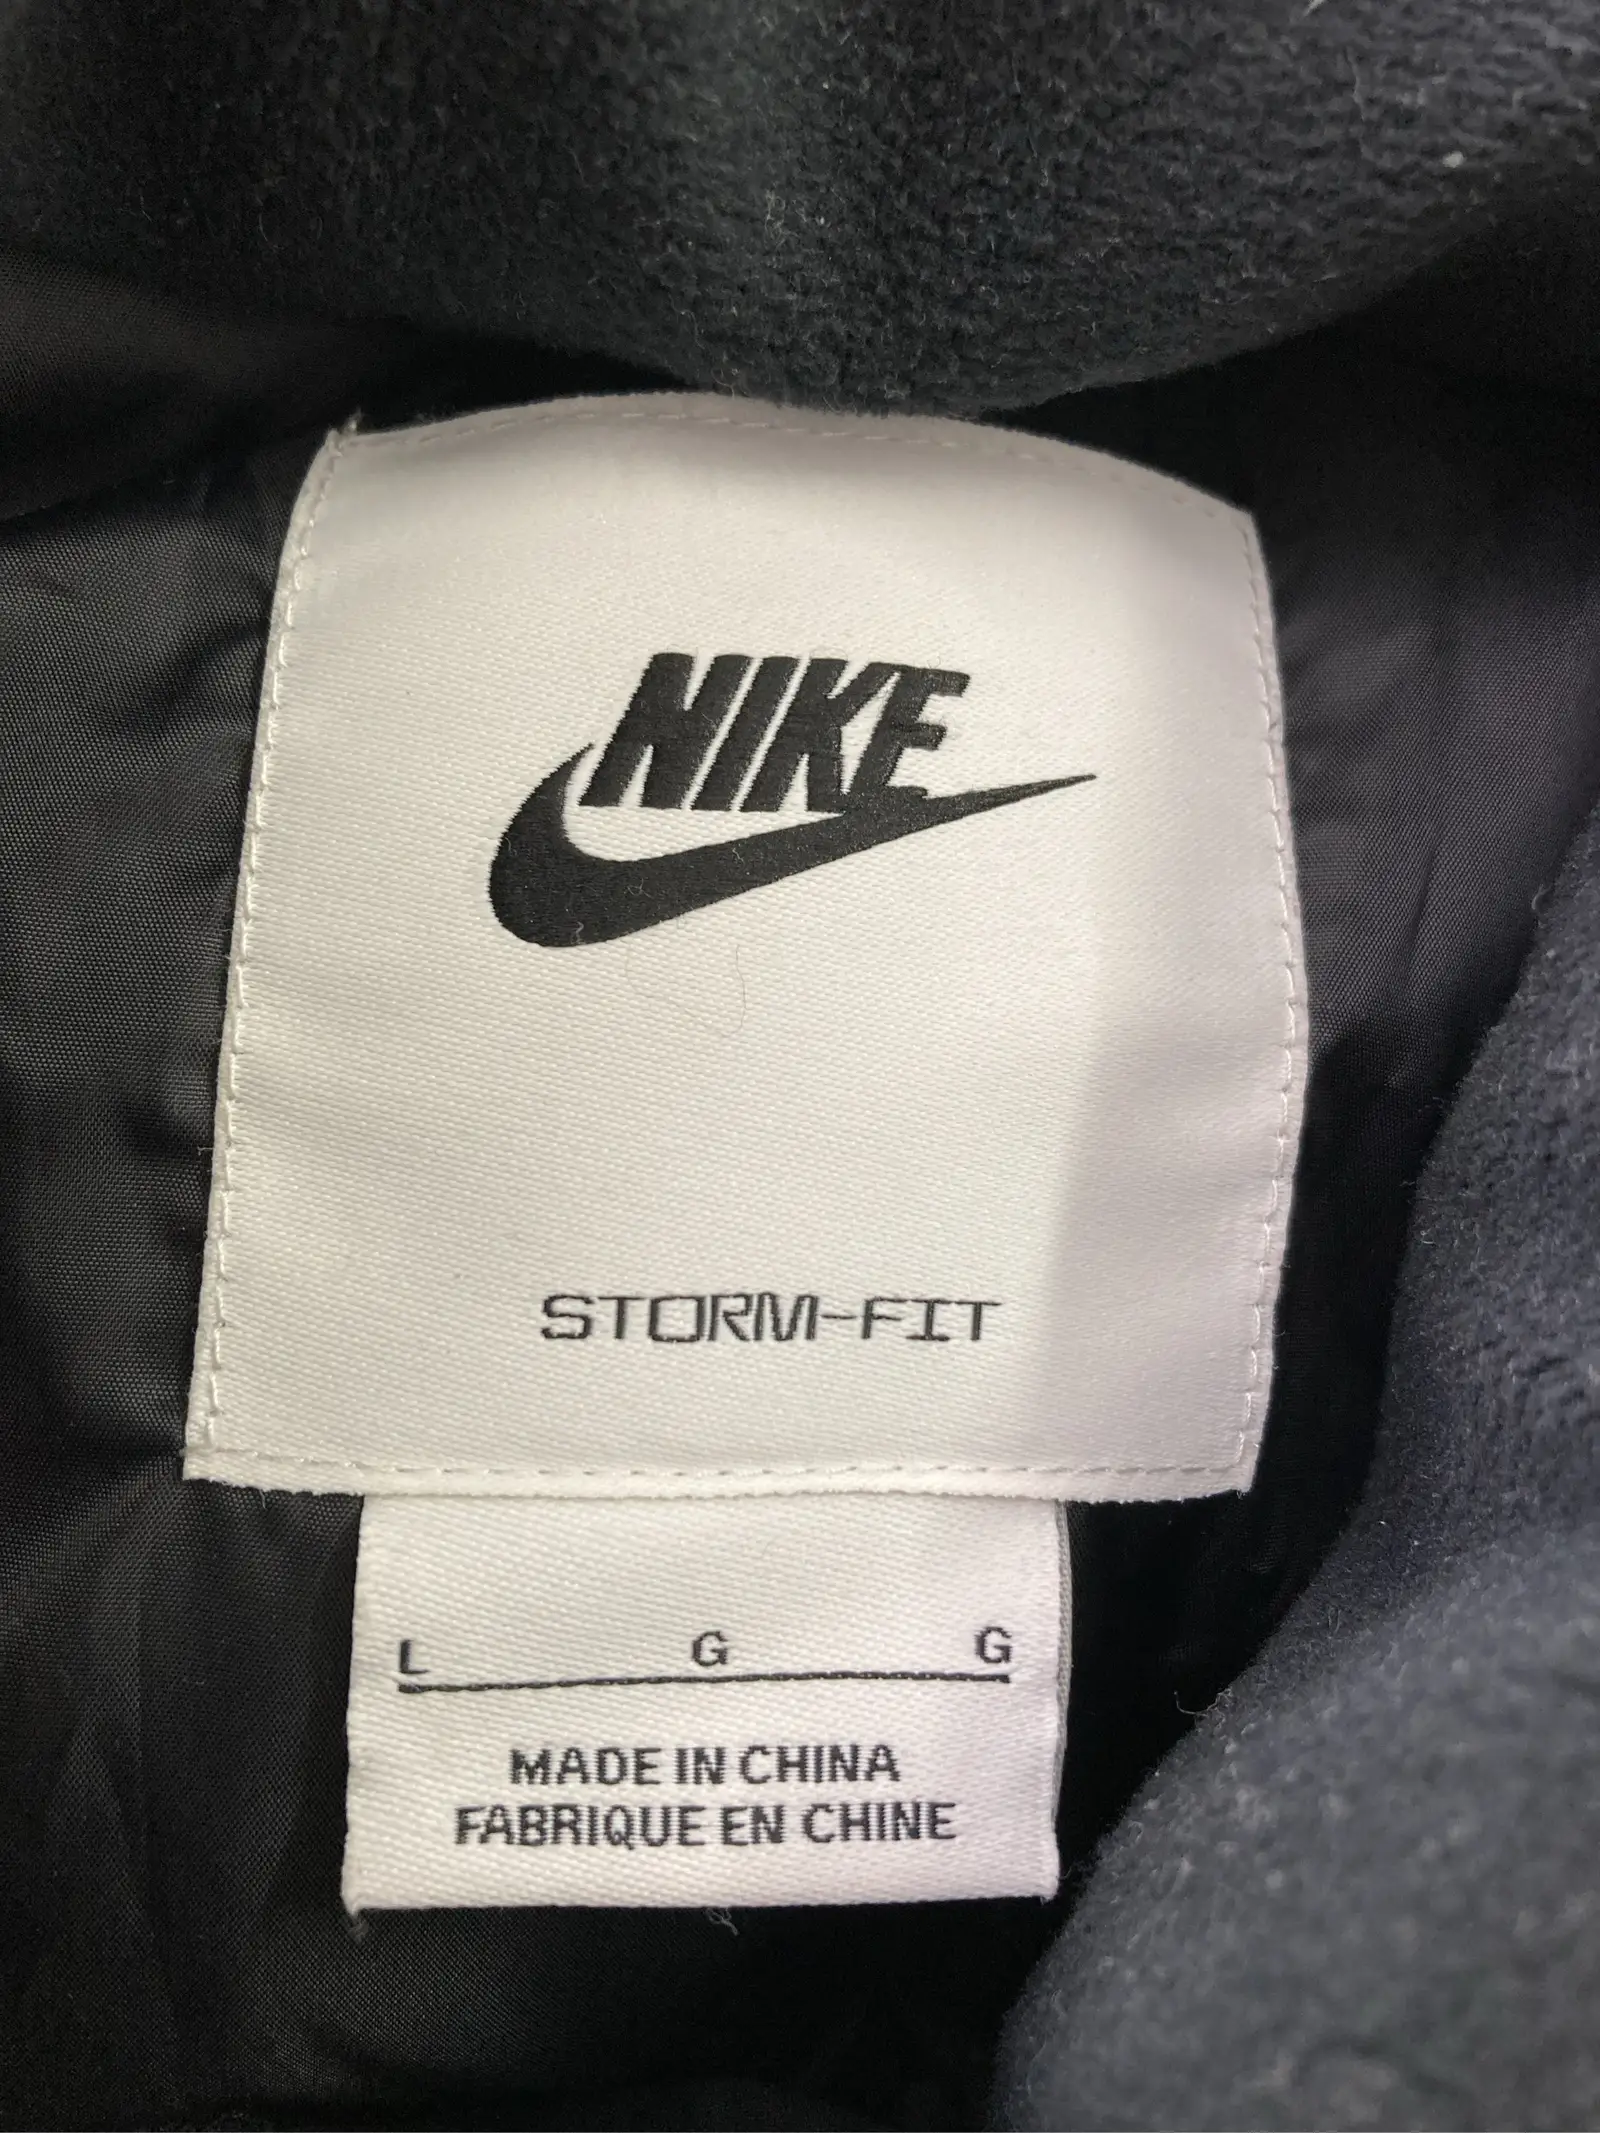 NIKE
STORM-FIT
L G G
MADE IN CHINA
FABRIQUE EN CHINE